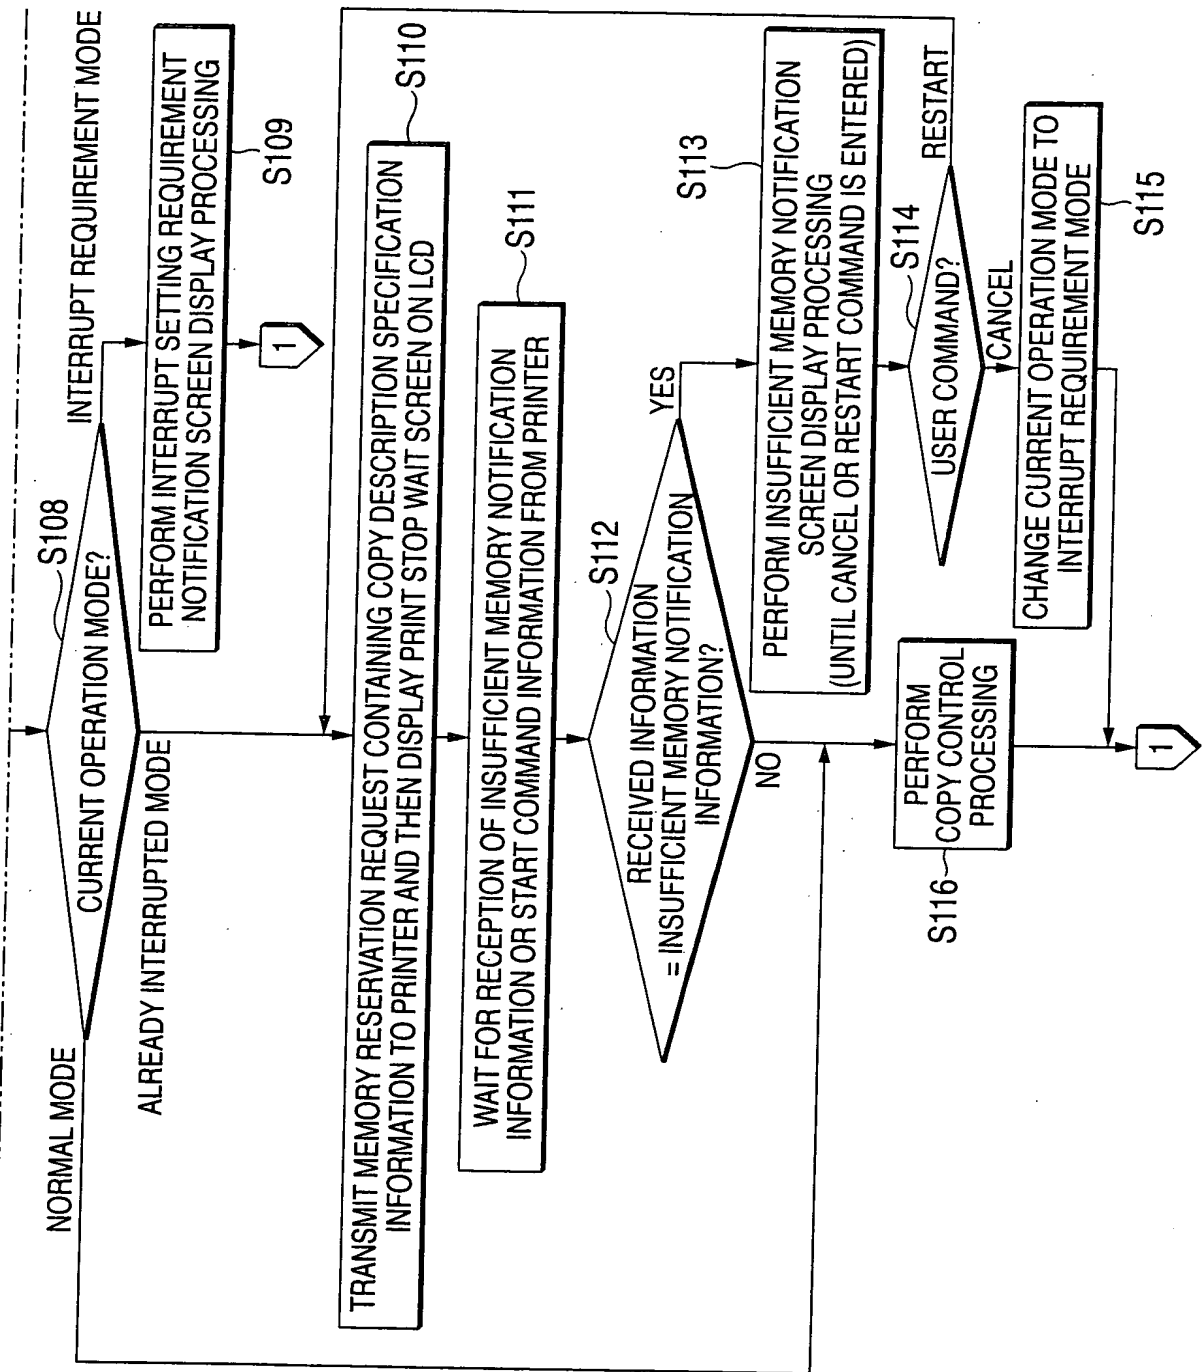 S108
CURRENT OPERATION MODE?
NORMAL MODE
ALREADY INTERRUPTED MODE
INTERRUPT REQUIREMENT MODE
PERFORM INTERRUPT SETTING REQUIREMENT
NOTIFICATION SCREEN DISPLAY PROCESSING
S109
1
S110
TRANSMIT MEMORY RESERVATION REQUEST CONTAINING COPY DESCRIPTION SPECIFICATION
INFORMATION TO PRINTER AND THEN DISPLAY PRINT STOP WAIT SCREEN ON LCD
S111
WAIT FOR RECEPTION OF INSUFFICIENT MEMORY NOTIFICATION
INFORMATION OR START COMMAND INFORMATION FROM PRINTER
S112
RECEIVED INFORMATION
= INSUFFICIENT MEMORY NOTIFICATION
INFORMATION?
YES
NO
S113
PERFORM INSUFFICIENT MEMORY NOTIFICATION
SCREEN DISPLAY PROCESSING
(UNTIL CANCEL OR RESTART COMMAND IS ENTERED)
S114
USER COMMAND?
RESTART
CANCEL
CHANGE CURRENT OPERATION MODE TO
INTERRUPT REQUIREMENT MODE
S115
PERFORM
COPY CONTROL
PROCESSING
S116
1